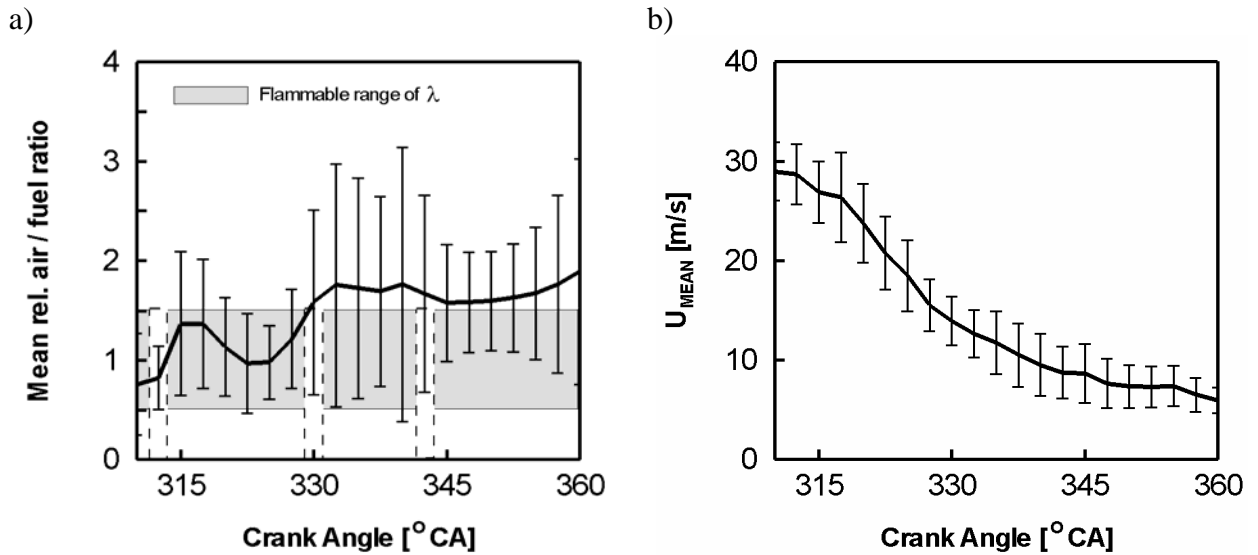 a)
4
3
2
1
0
315 330 345 360
Mean rel. air / fuel ratio
Flammable range of λ
Crank Angle [°CA]
b)
40
30
20
10
0
315 330 345 360
U_MEAN [m/s]
Crank Angle [°CA]